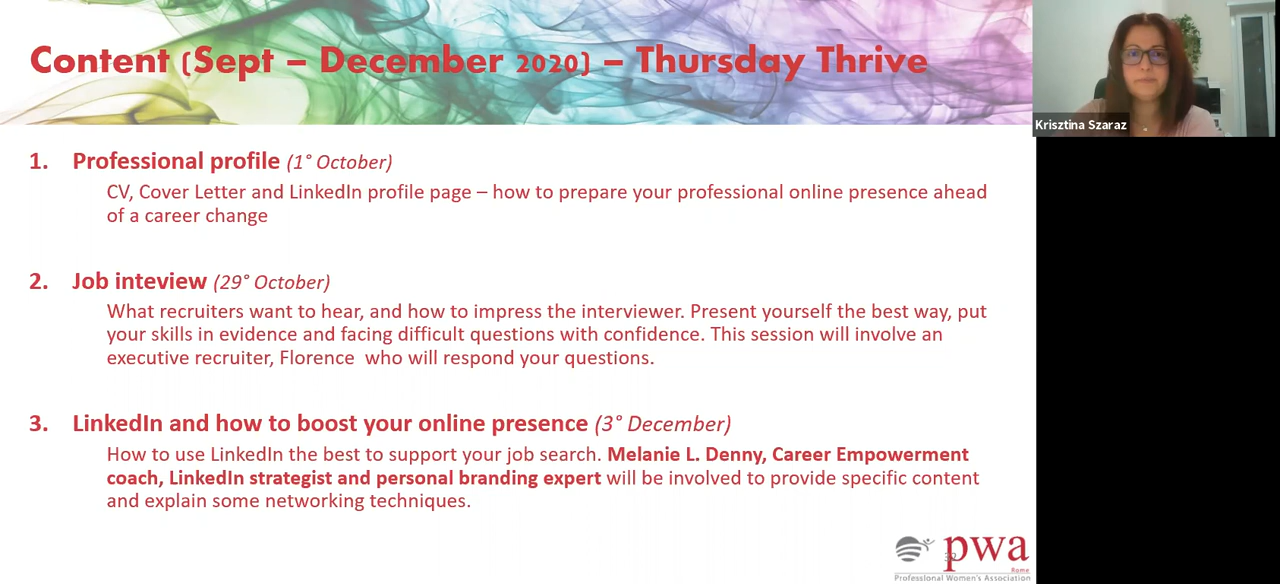 Content (Sept – December 2020) – Thursday Thrive
Krisztina Szaraz
1. Professional profile (1° October)
CV, Cover Letter and LinkedIn profile page – how to prepare your professional online presence ahead
of a career change
2. Job inteview (29° October)
What recruiters want to hear, and how to impress the interviewer. Present yourself the best way, put
your skills in evidence and facing difficult questions with confidence. This session will involve an
executive recruiter, Florence who will respond your questions.
3. LinkedIn and how to boost your online presence (3° December)
How to use LinkedIn the best to support your job search. Melanie L. Denny, Career Empowerment
coach, LinkedIn strategist and personal branding expert will be involved to provide specific content
and explain some networking techniques.
pwa
Rome
Professional Women's Association